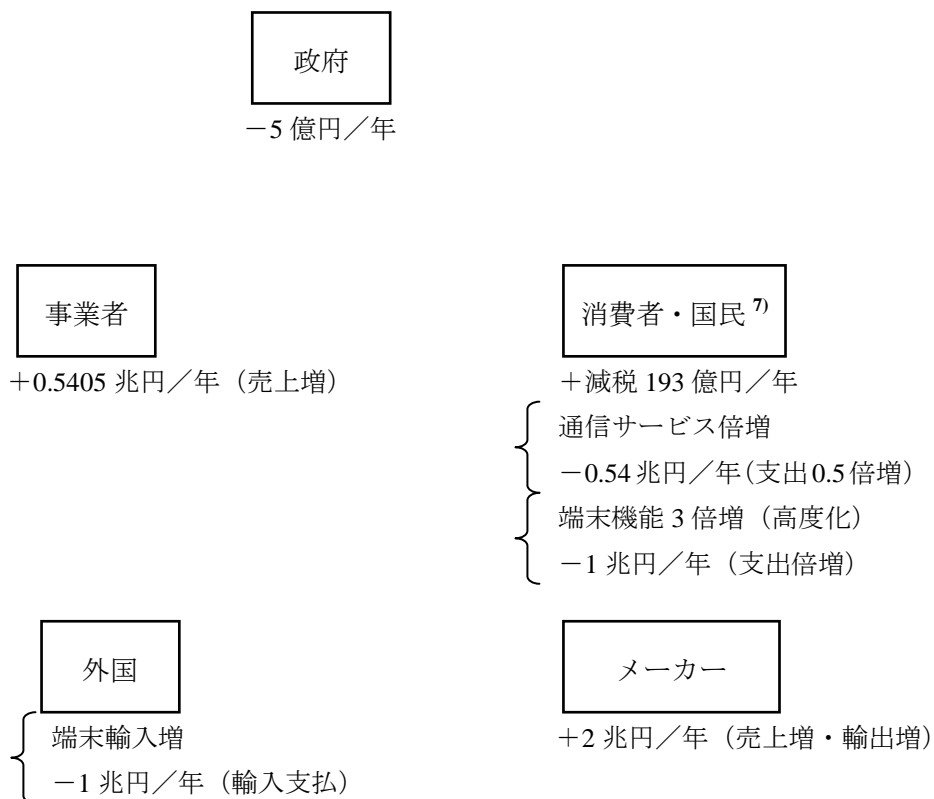 政府
－5 億円／年
事業者
＋0.5405 兆円／年（売上増）
消費者・国民 7)
＋減税 193 億円／年
通信サービス倍増
－0.54 兆円／年（支出 0.5 倍増）
端末機能 3 倍増（高度化）
－1 兆円／年（支出倍増）
外国
端末輸入増
－1 兆円／年（輸入支払）
メーカー
＋2 兆円／年（売上増・輸出増）